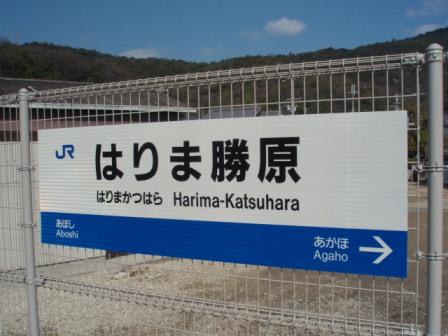 JR はりま勝原
はりまかつはら Harima-Katsuhara
あぼし あがほ →
Aboshi Agaho